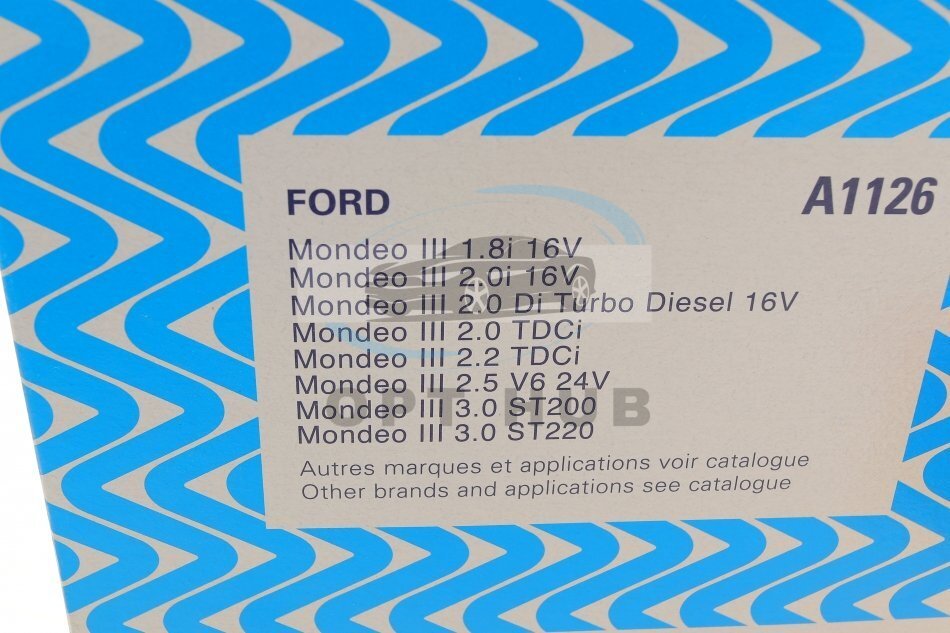 FORD A1126
Mondeo III 1.8i 16V
Mondeo III 2.0i 16V
Mondeo III 2.0 Di Turbo Diesel 16V
Mondeo III 2.0 TDCi
Mondeo III 2.2 TDCi
Mondeo III 2.5 V6 24V
OPT HUB
Mondeo III 3.0 ST200
Mondeo III 3.0 ST220
Autres marques et applications voir catalogue
Other brands and applications see catalogue